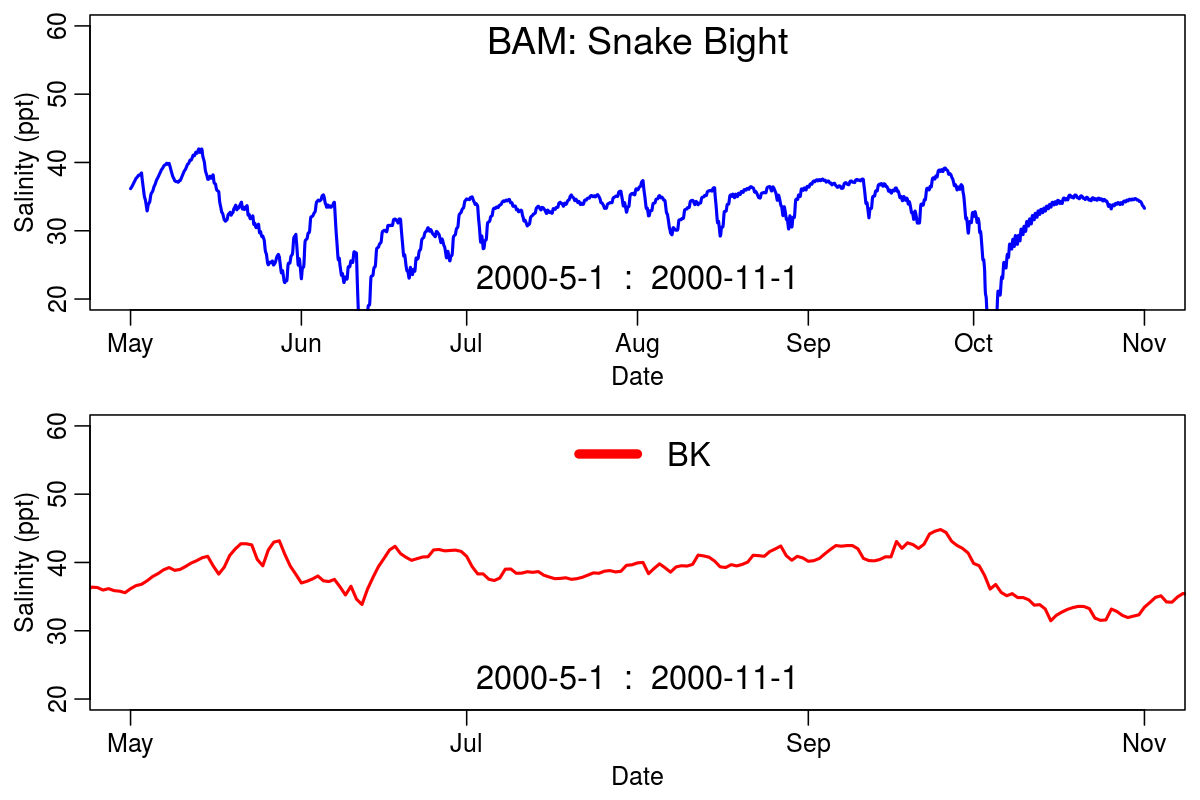 BAM: Snake Bight
Salinity (ppt)
60
50
40
30
20
2000-5-1 : 2000-11-1
May Jun Jul Aug Sep Oct Nov
Date
BK
Salinity (ppt)
60
50
40
30
20
2000-5-1 : 2000-11-1
May Jul Sep Nov
Date